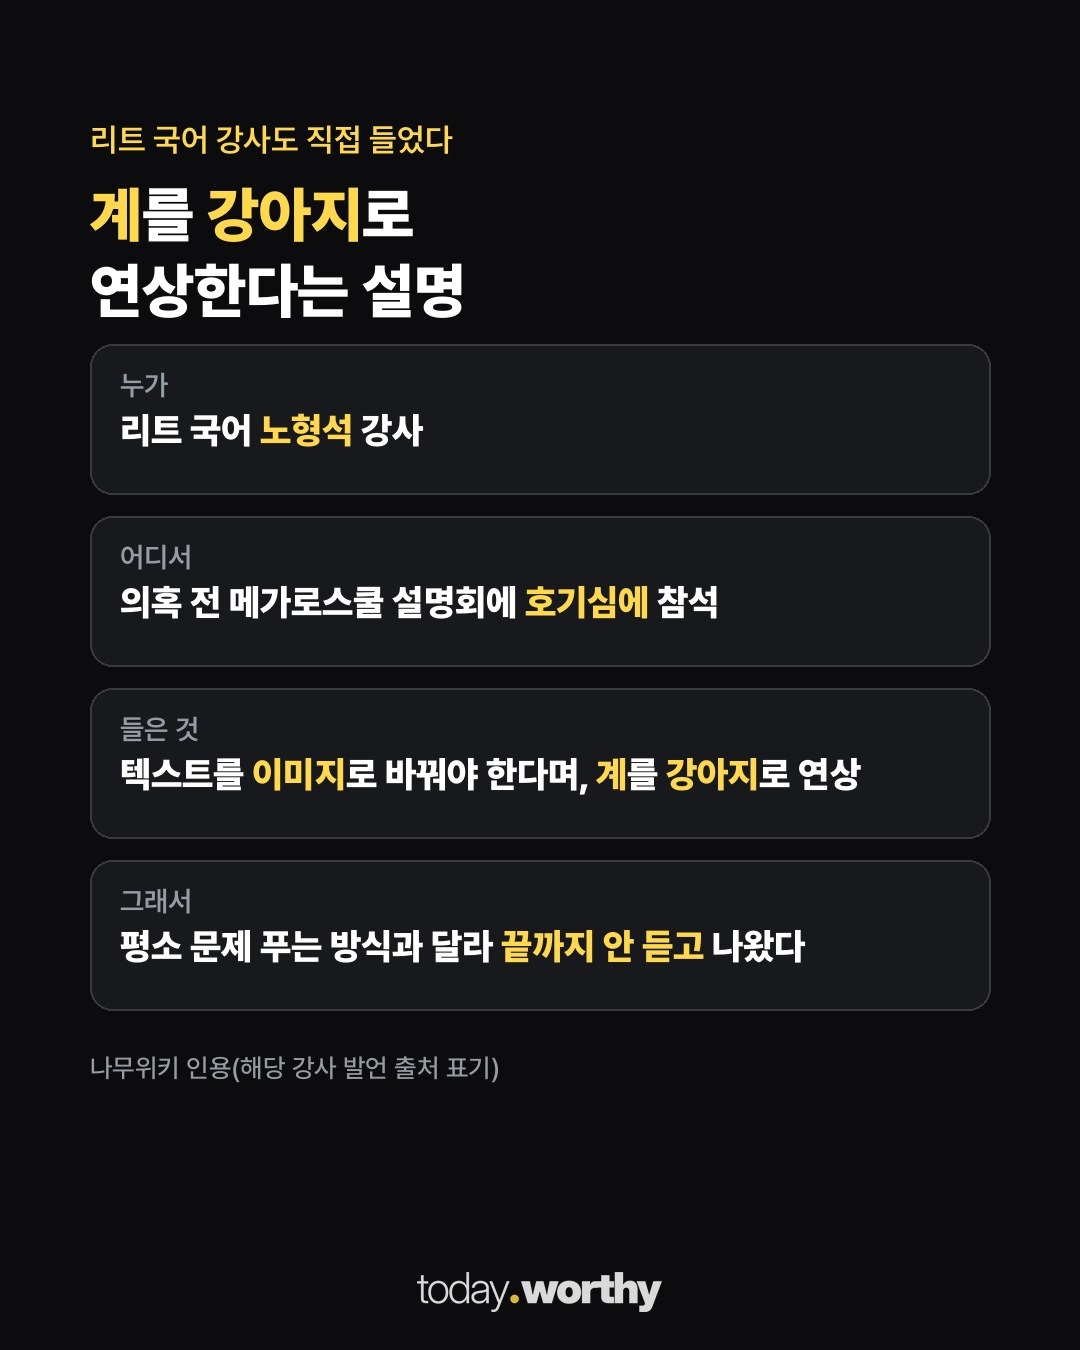 리트 국어 강사도 직접 들었다
계를 강아지로
연상한다는 설명
누가
리트 국어 노형석 강사
어디서
의혹 전 메가로스쿨 설명회에 호기심에 참석
들은 것
텍스트를 이미지로 바꿔야 한다며, 계를 강아지로 연상
그래서
평소 문제 푸는 방식과 달라 끝까지 안 듣고 나왔다
나무위키 인용(해당 강사 발언 출처 표기)
today.worthy